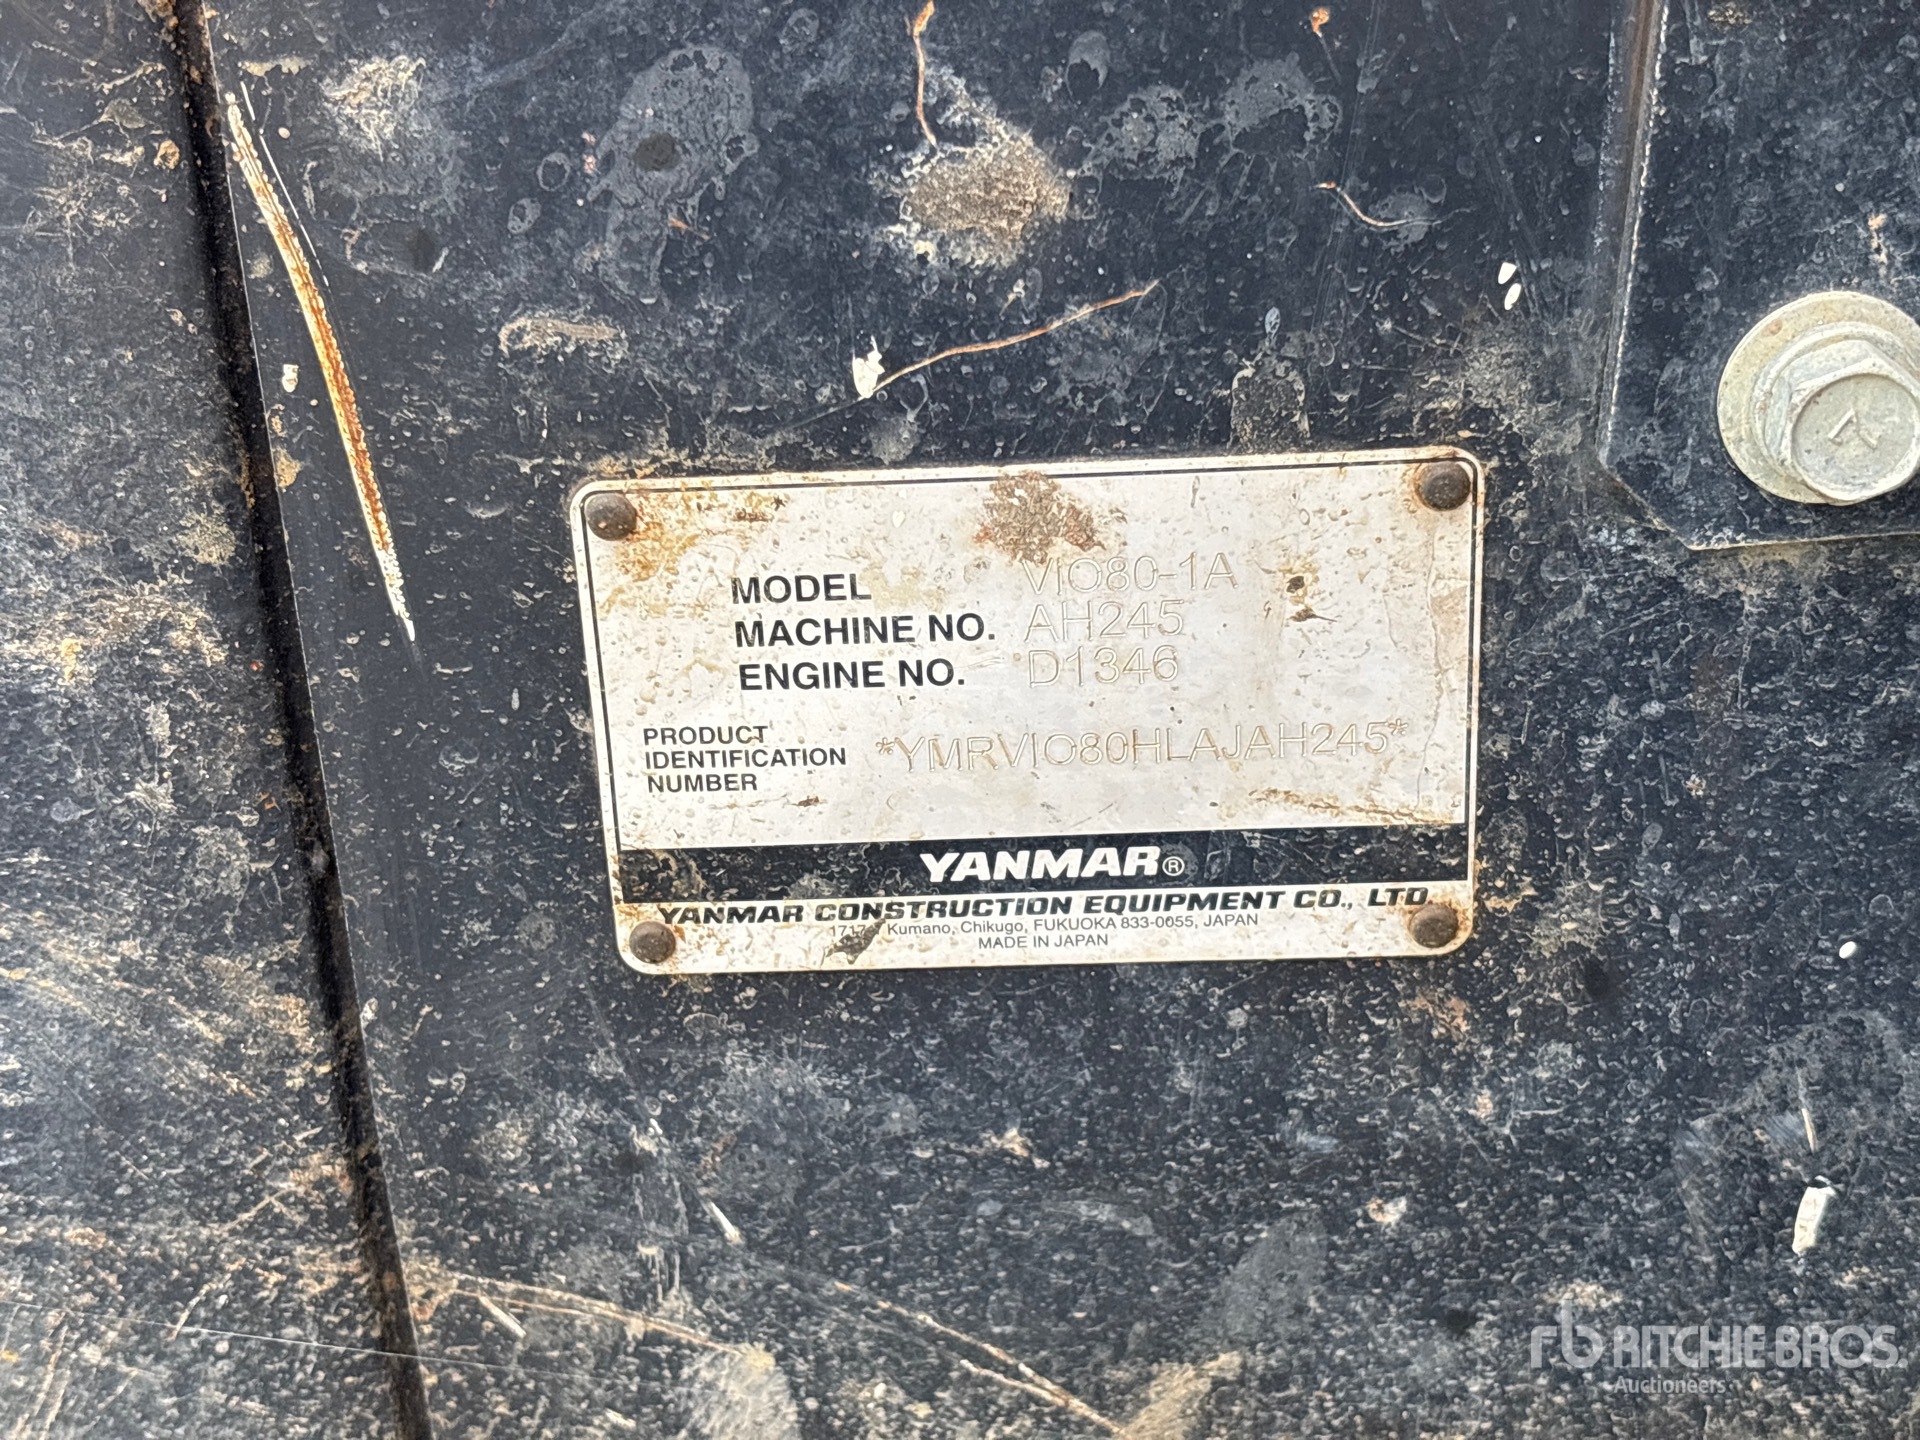 MODEL VIO80-1A
MACHINE NO. AH245
ENGINE NO. D1346
PRODUCT
IDENTIFICATION
NUMBER
*YMRVIO80HLAJAH245*
YANMAR®
YANMAR CONSTRUCTION EQUIPMENT CO., LTD.
Kumano, Chikugo, FUKUOKA 833-0055, JAPAN
MADE IN JAPAN
rb RITCHIE BROS.
Auctioneers